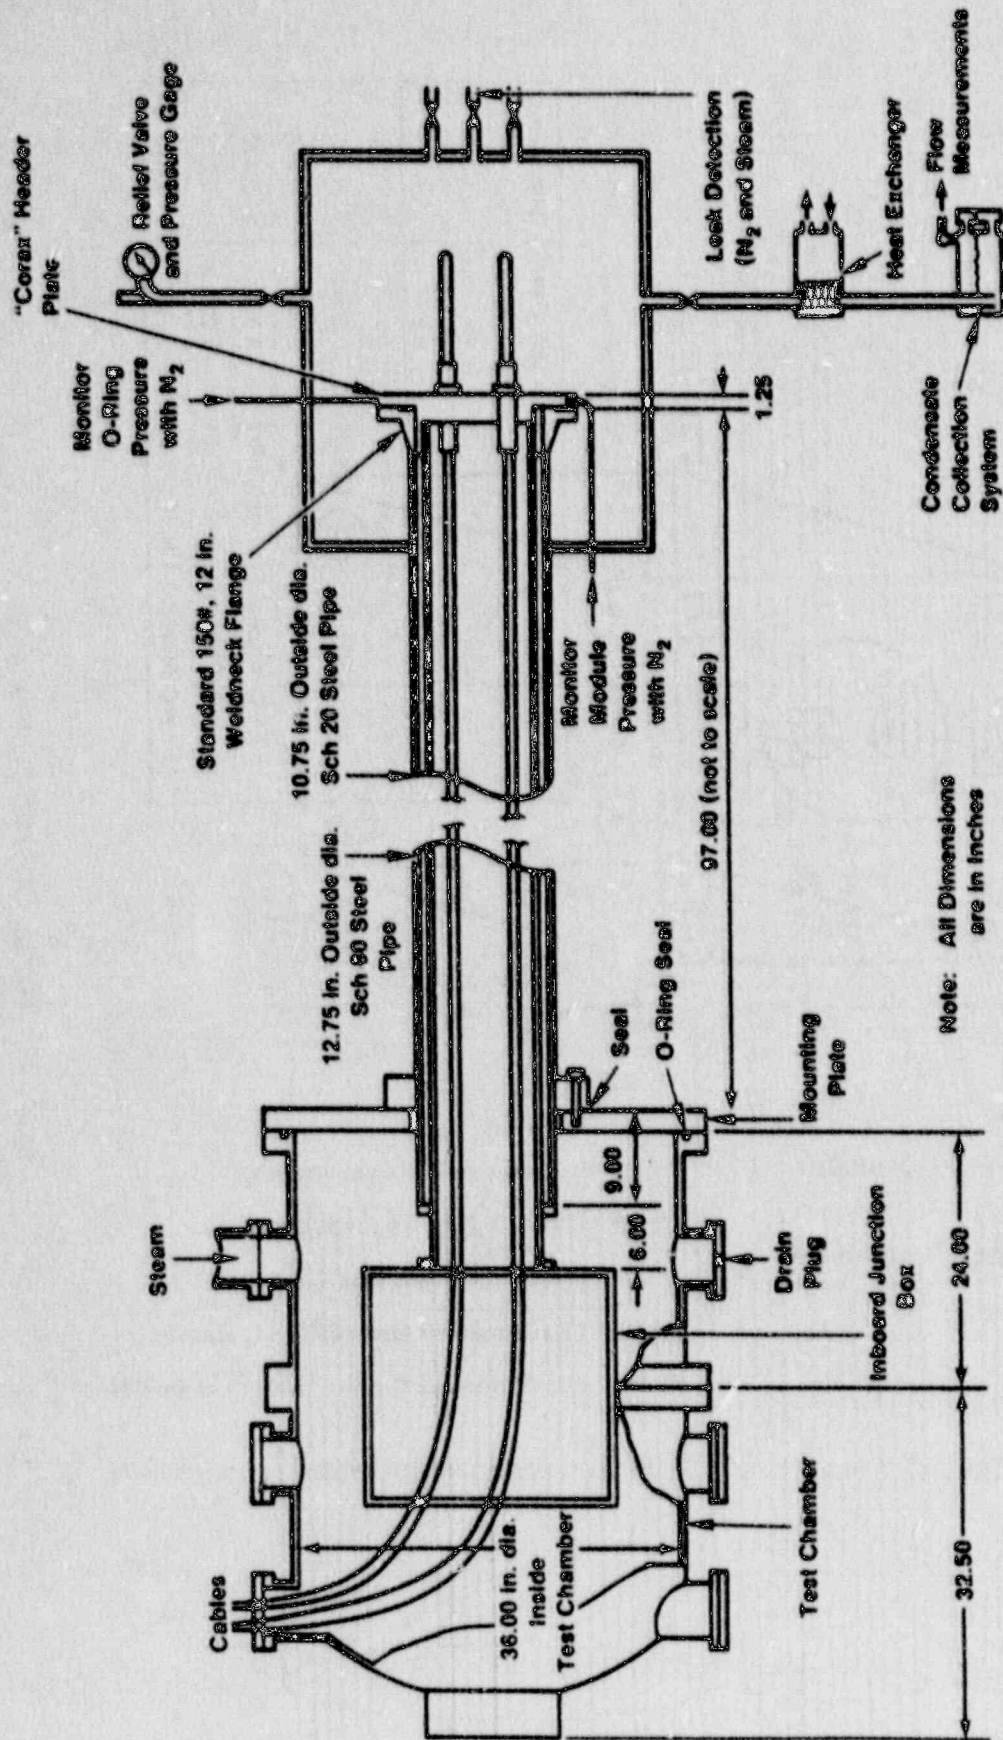 "Corax" Header
Plate
Relief Valve
and Pressure Gage
Monitor
O-Ring
Pressure
with N2
Standard 150#, 12 in.
Weldneck Flange
10.75 in. Outside dia.
Sch 20 Steel Pipe
12.75 in. Outside dia.
Sch 80 Steel
Pipe
Steam
Cables
36.00 in. dia.
Inside
Test Chamber
Leak Detection
(N2 and Steam)
Heat Exchanger
Flow
Measurements
Condensate
Collection
System
1.25
Monitor
Module
Pressure
with N2
97.00 (not to scale)
Seal
O-Ring Seal
Mounting
Plate
9.00
6.00
Drain
Plug
Inboard Junction
Box
Test Chamber
24.00
32.50
Note: All Dimensions
are in Inches